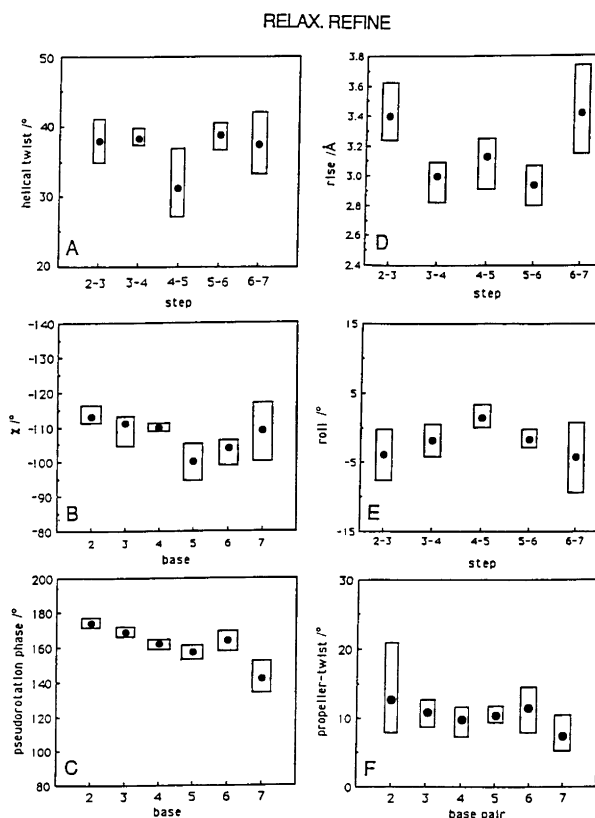 RELAX. REFINE
50
40
30
20
helical twist /°
A
2-3 3-4 4-5 5-6 6-7
step
3.8
3.6
3.4
3.2
3.0
2.8
2.6
2.4
rise /Å
D
2-3 3-4 4-5 5-6 6-7
step
-140
-130
-120
-110
-100
-90
-80
χ /°
B
2 3 4 5 6 7
base
15
5
-5
-15
roll /°
E
2-3 3-4 4-5 5-6 6-7
step
200
180
160
140
120
100
80
pseudorotation phase /°
C
2 3 4 5 6 7
base
30
20
10
0
propeller-twist /°
F
2 3 4 5 6 7
base pair